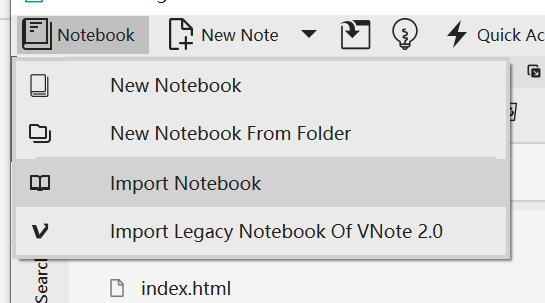 Notebook
New Note
Quick Ac
New Notebook
New Notebook From Folder
Import Notebook
Import Legacy Notebook Of VNote 2.0
Search
index.html